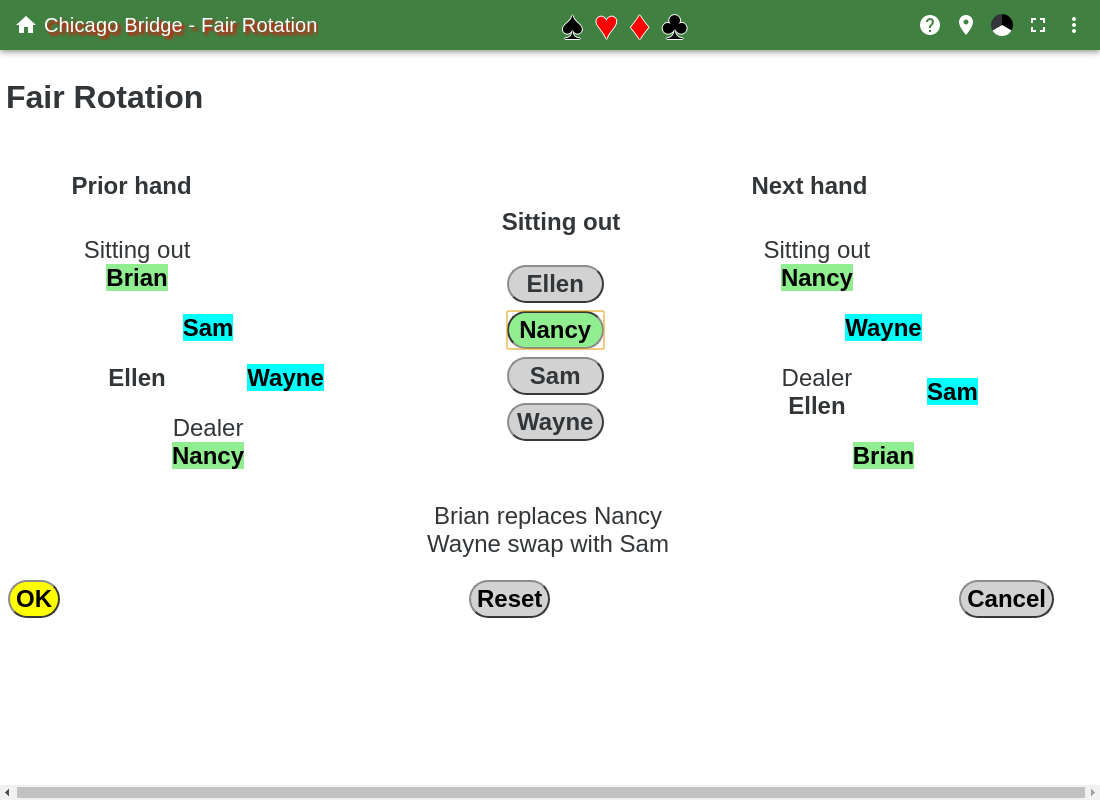 Chicago Bridge - Fair Rotation
Fair Rotation
Prior hand
Sitting out
Brian
Sam
Ellen
Wayne
Dealer
Nancy
Sitting out
Ellen
Nancy
Sam
Wayne
Next hand
Sitting out
Nancy
Wayne
Dealer
Ellen
Sam
Brian
Brian replaces Nancy
Wayne swap with Sam
OK
Reset
Cancel